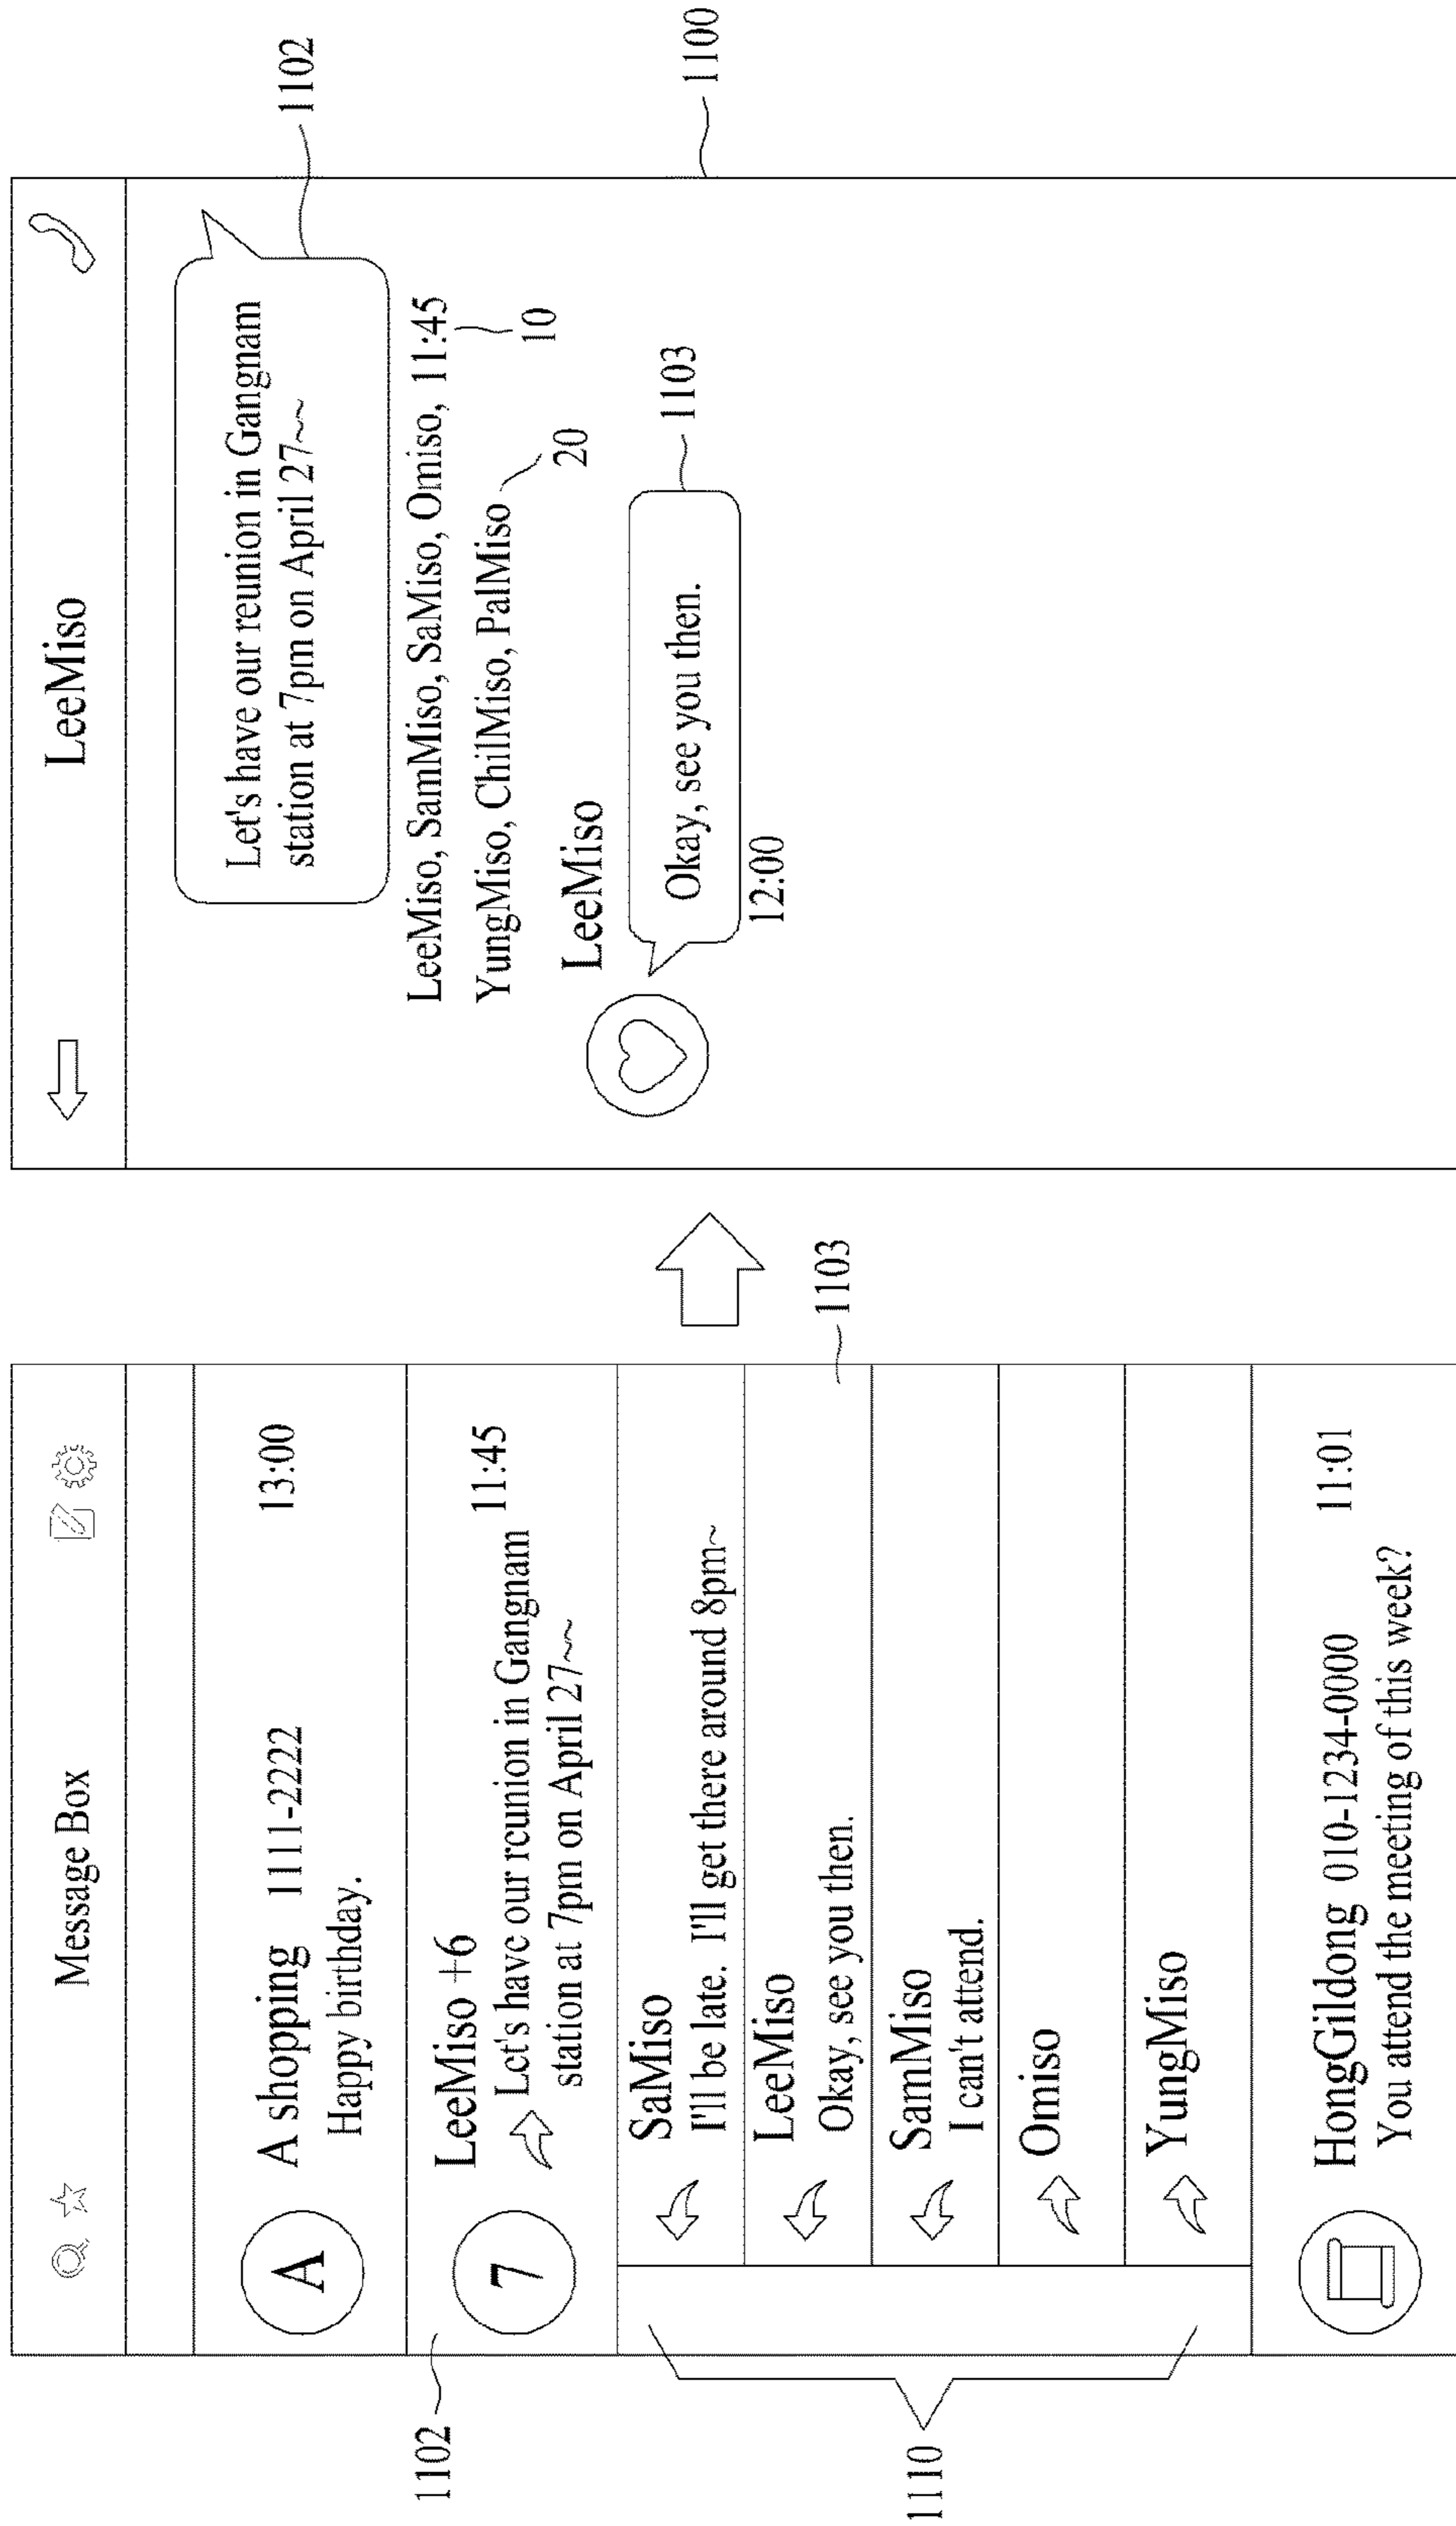 Message Box
A shopping 1111-2222 13:00
Happy birthday.
1102
7
A
LeeMiso +6 11:45
Let's have our reunion in Gangnam
station at 7pm on April 27~~
1110
SaMiso
I'll be late. I'll get there around 8pm~
LeeMiso
Okay, see you then.
1103
SamMiso
I can't attend.
Omiso
YungMiso
HongGildong 010-1234-0000 11:01
You attend the meeting of this week?
LeeMiso
Let's have our reunion in Gangnam
station at 7pm on April 27~~
1102
LeeMiso, SamMiso, SaMiso, Omiso, 11:45
10
YungMiso, ChilMiso, PalMiso
20
LeeMiso
Okay, see you then.
1103
12:00
1100